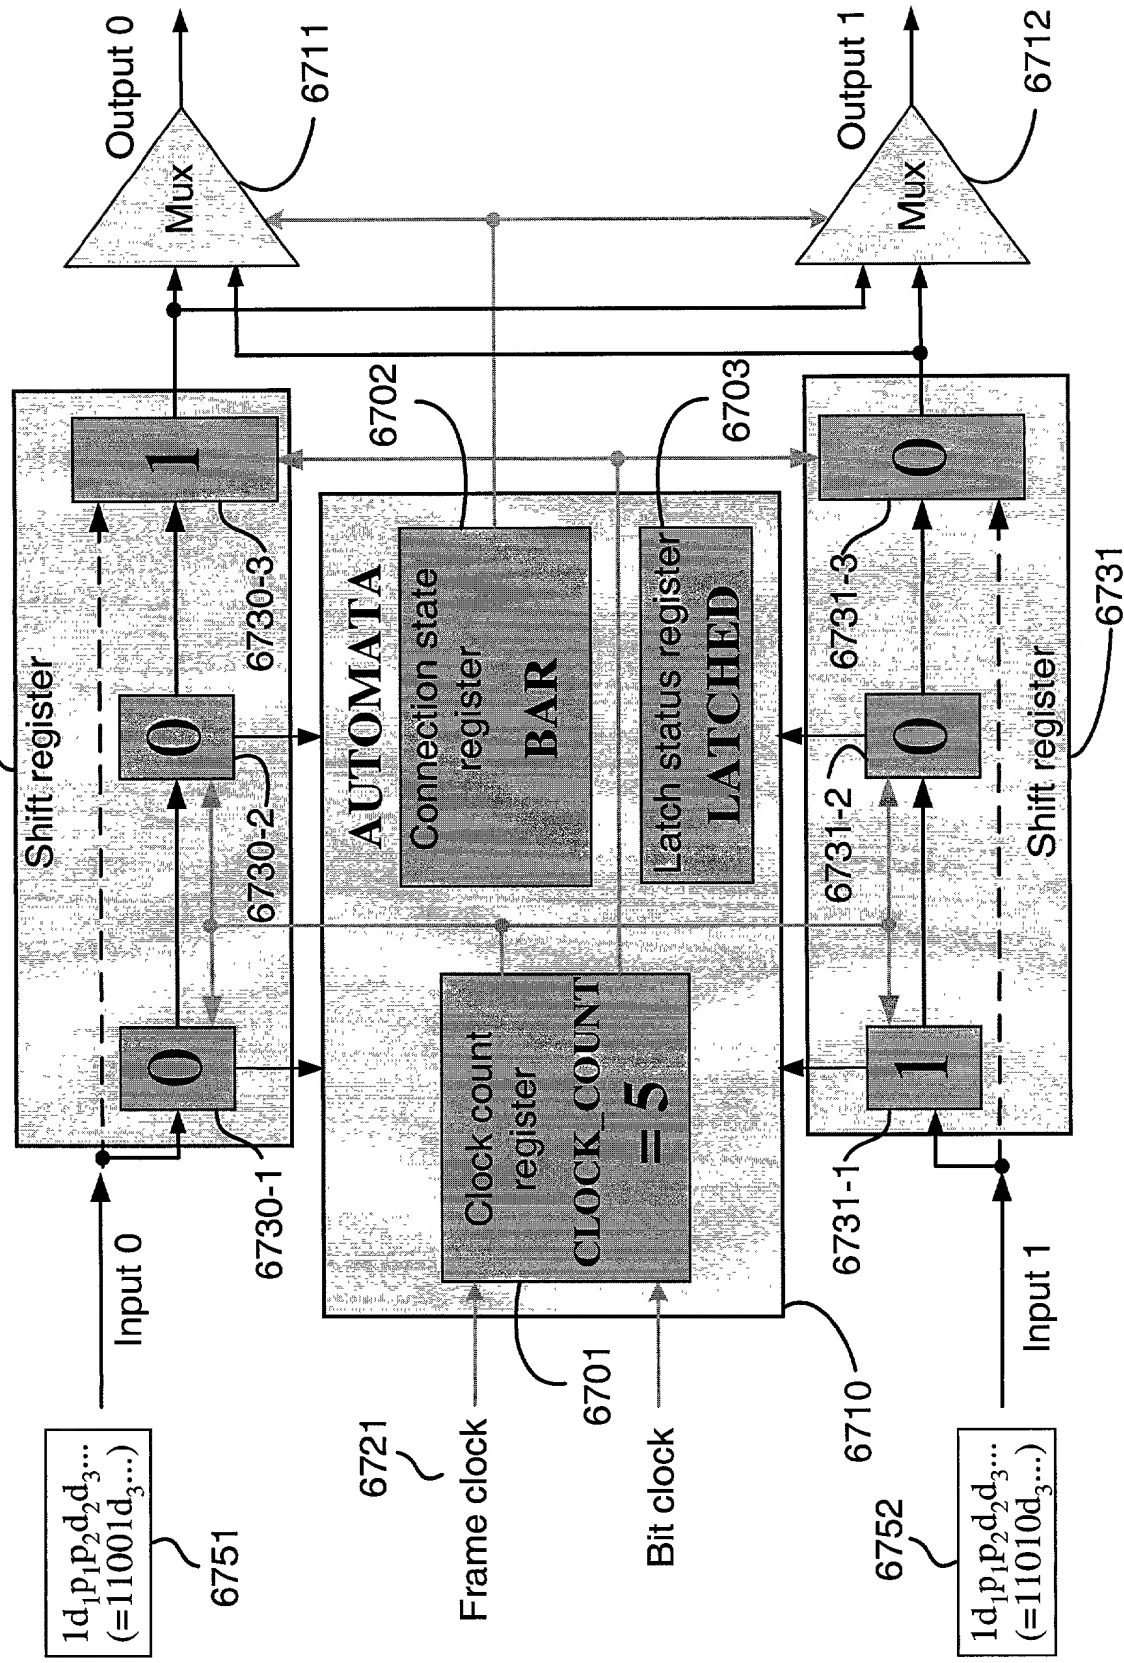 1d₁p₁p₂d₂d₃...
(=11001d₃...)
6751
Input 0
Shift register
0
6730-1
0
6730-2
1
6730-3
Mux
Output 0
6711
6721
Frame clock
Bit clock
6701
6710
Clock count
register
CLOCK_COUNT
=5
AUTOMATA
Connection state
register
BAR
6702
Latch status register
LATCHED
6703
1d₁p₁p₂d₂d₃...
(=11010d₃...)
6752
Input 1
6731-1
1
6731-2
0
6731-3
0
Shift register
6731
Mux
Output 1
6712